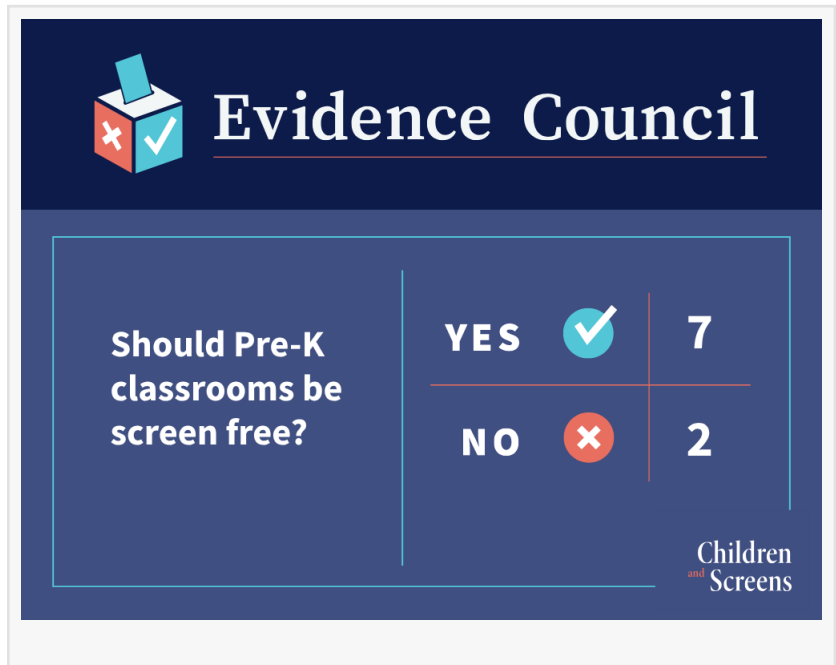 Evidence Council
Should Pre-K
classrooms be
screen free?
YES 7
NO 2
Children
and Screens